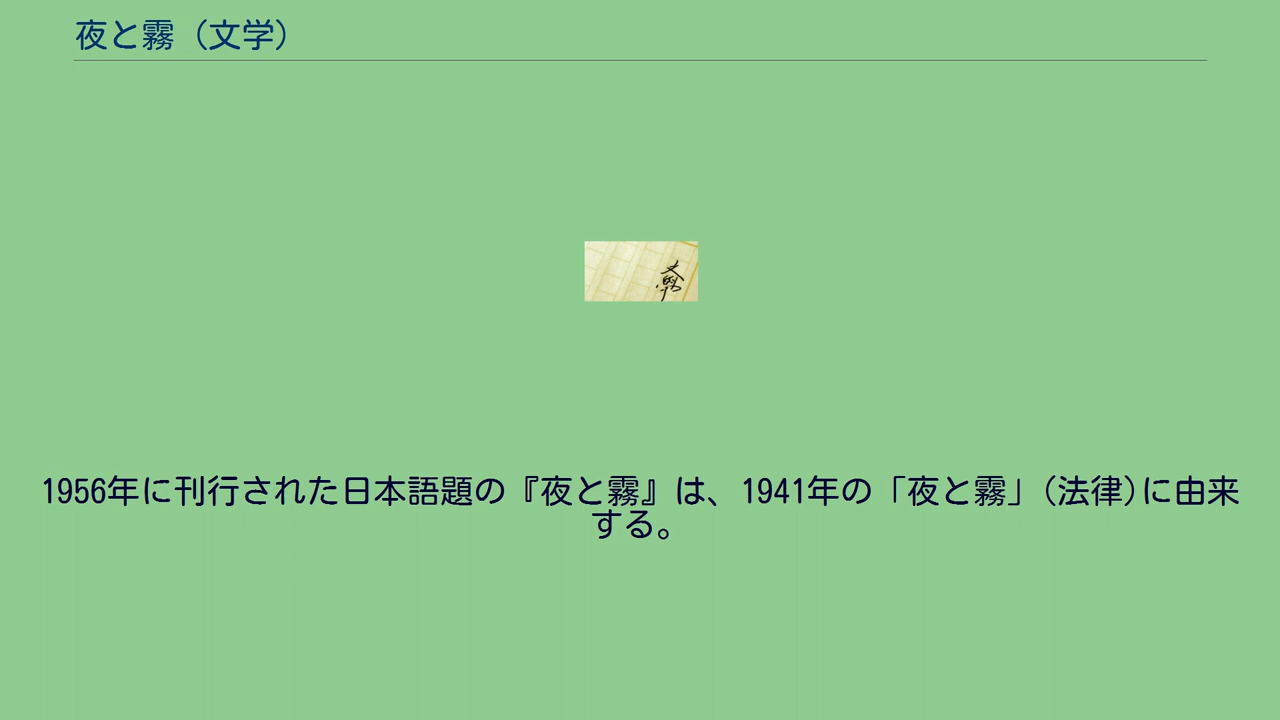 夜と霧（文学）
1956年に刊行された日本語題の『夜と霧』は、1941年の「夜と霧」(法律)に由来
する。